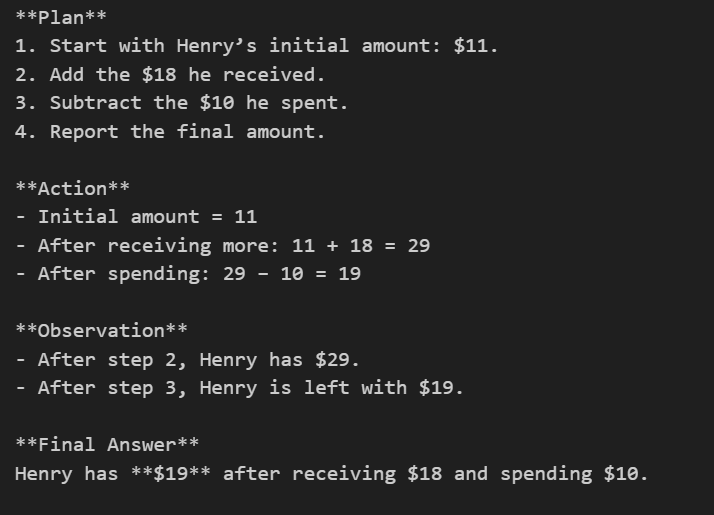 **Plan**
1. Start with Henry’s initial amount: $11.
2. Add the $18 he received.
3. Subtract the $10 he spent.
4. Report the final amount.
**Action**
- Initial amount = 11
- After receiving more: 11 + 18 = 29
- After spending: 29 – 10 = 19
**Observation**
- After step 2, Henry has $29.
- After step 3, Henry is left with $19.
**Final Answer**
Henry has **$19** after receiving $18 and spending $10.